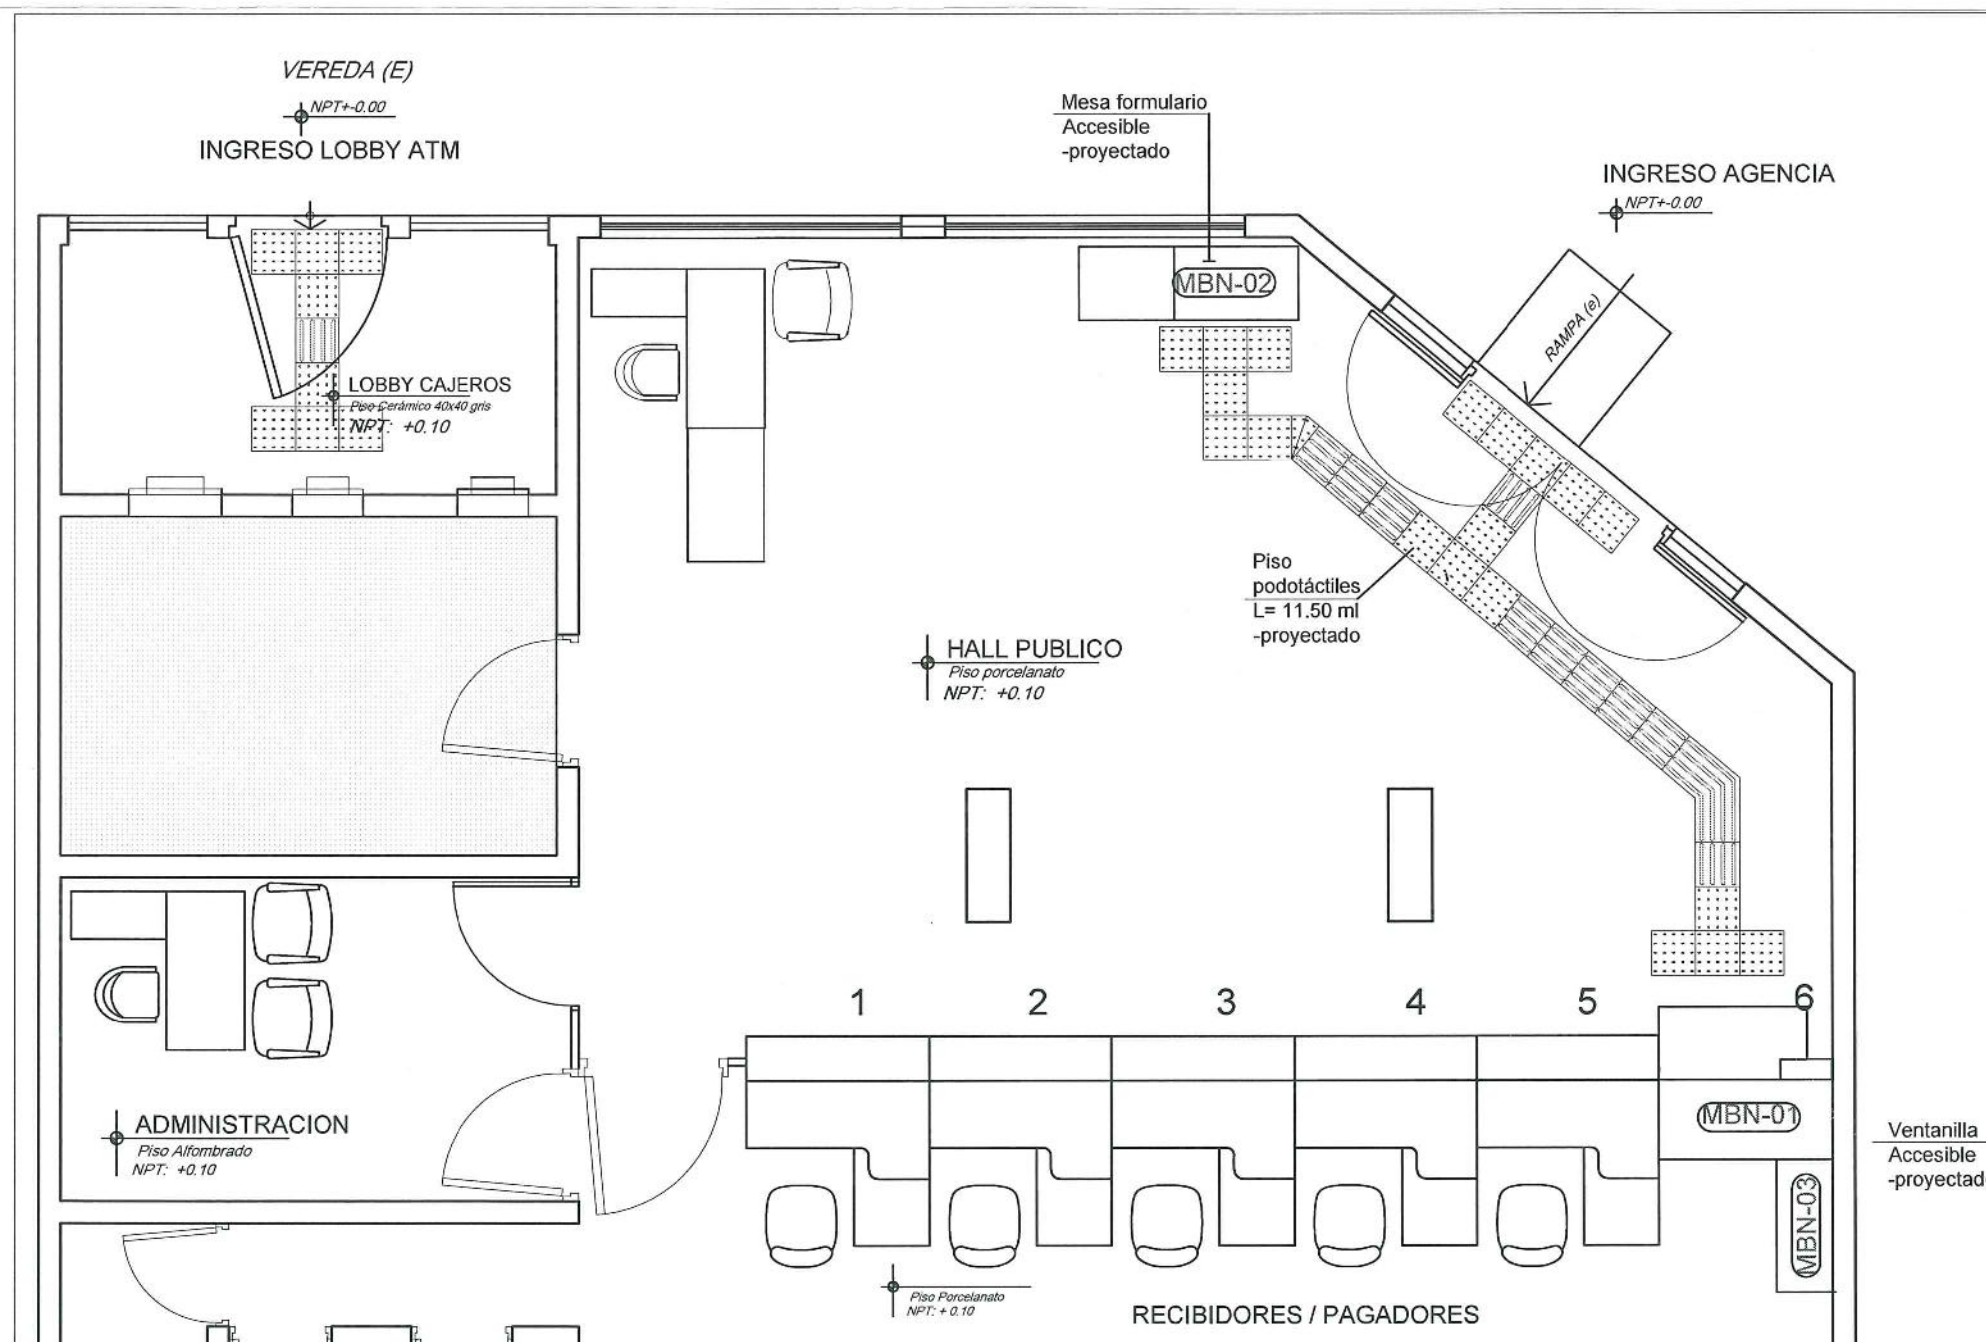 VEREDA (E)
NPT+-0.00
INGRESO LOBBY ATM
Mesa formulario
Accesible
-proyectado
INGRESO AGENCIA
NPT+-0.00
MBN-02
RAMPA (e)
LOBBY CAJEROS
Piso Cerámico 40x40 gris
NPT: +0.10
Piso
podotáctiles
L= 11.50 ml
-proyectado
HALL PUBLICO
Piso porcelanato
NPT: +0.10
1 2 3 4 5 6
ADMINISTRACION
Piso Alfombrado
NPT: +0.10
MBN-01
Ventanilla
Accesible
-proyectad
MBN-03
Piso Porcelanato
NPT: + 0.10
RECIBIDORES / PAGADORES